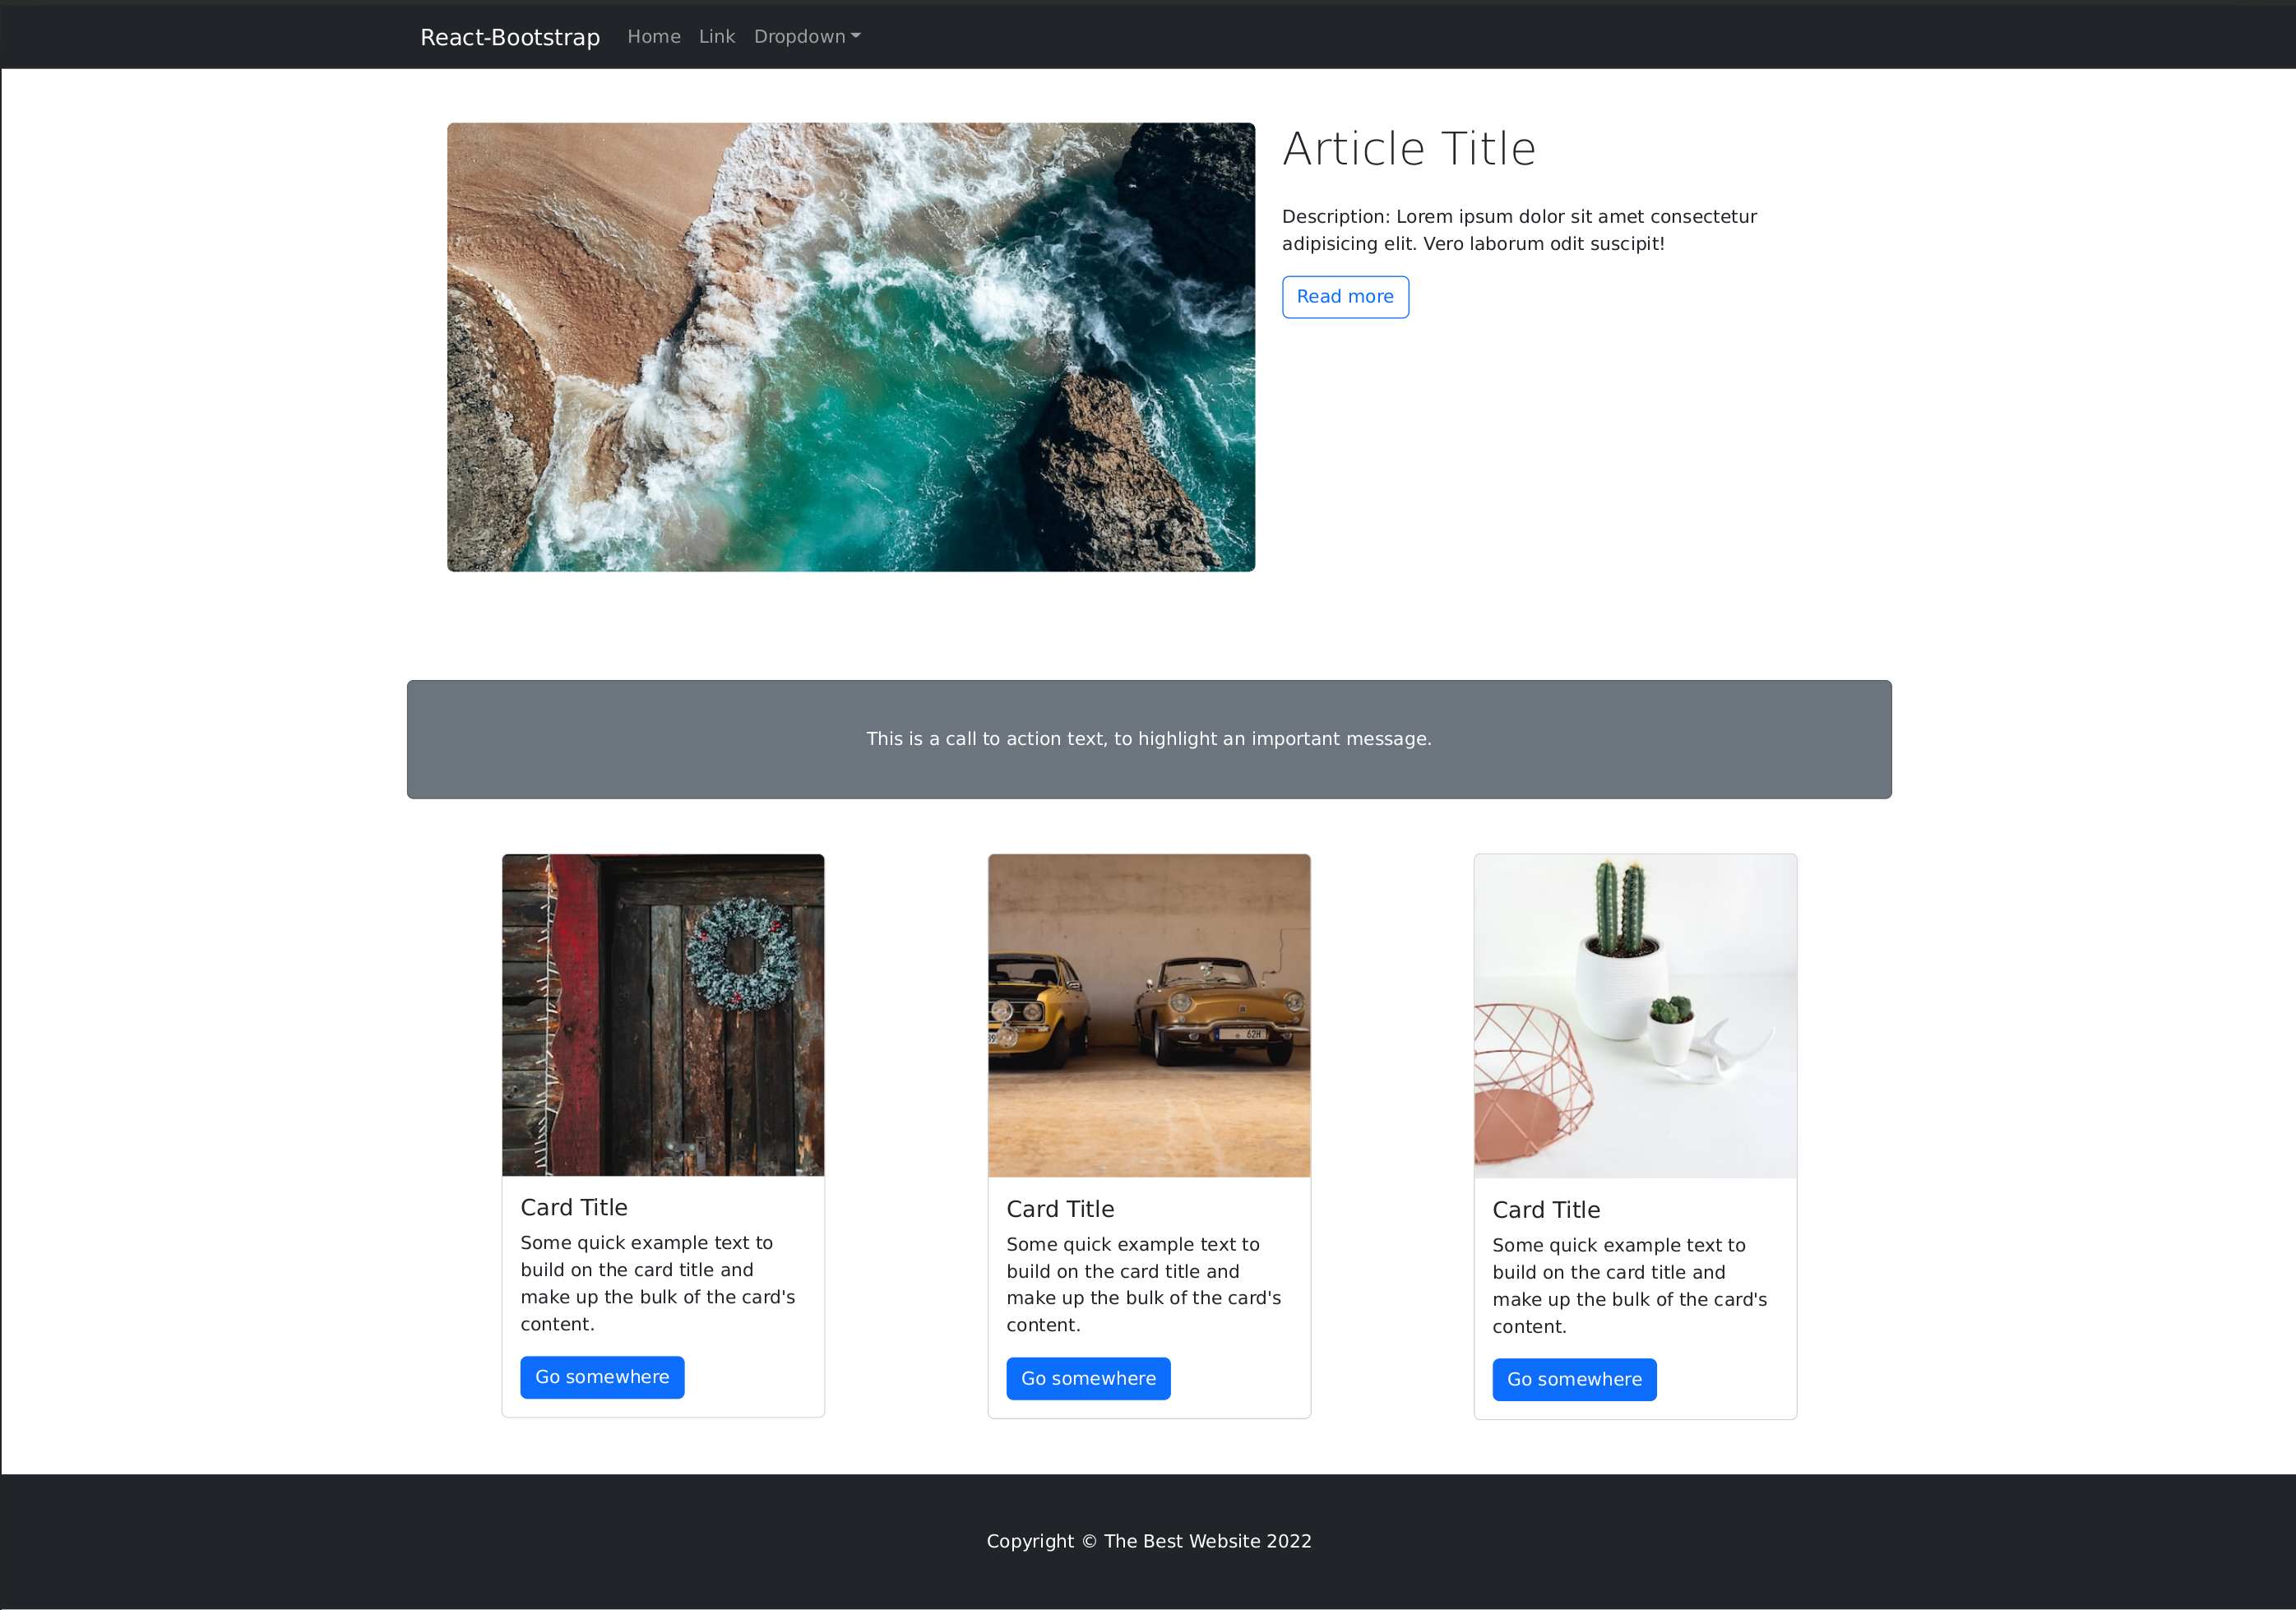 React-Bootstrap Home Link Dropdown
Article Title
Description: Lorem ipsum dolor sit amet consectetur
adipisicing elit. Vero laborum odit suscipit!
Read more
This is a call to action text, to highlight an important message.
62H
Card Title
Some quick example text to
build on the card title and
make up the bulk of the card's
content.
Go somewhere
Card Title
Some quick example text to
build on the card title and
make up the bulk of the card's
content.
Go somewhere
Card Title
Some quick example text to
build on the card title and
make up the bulk of the card's
content.
Go somewhere
Copyright © The Best Website 2022